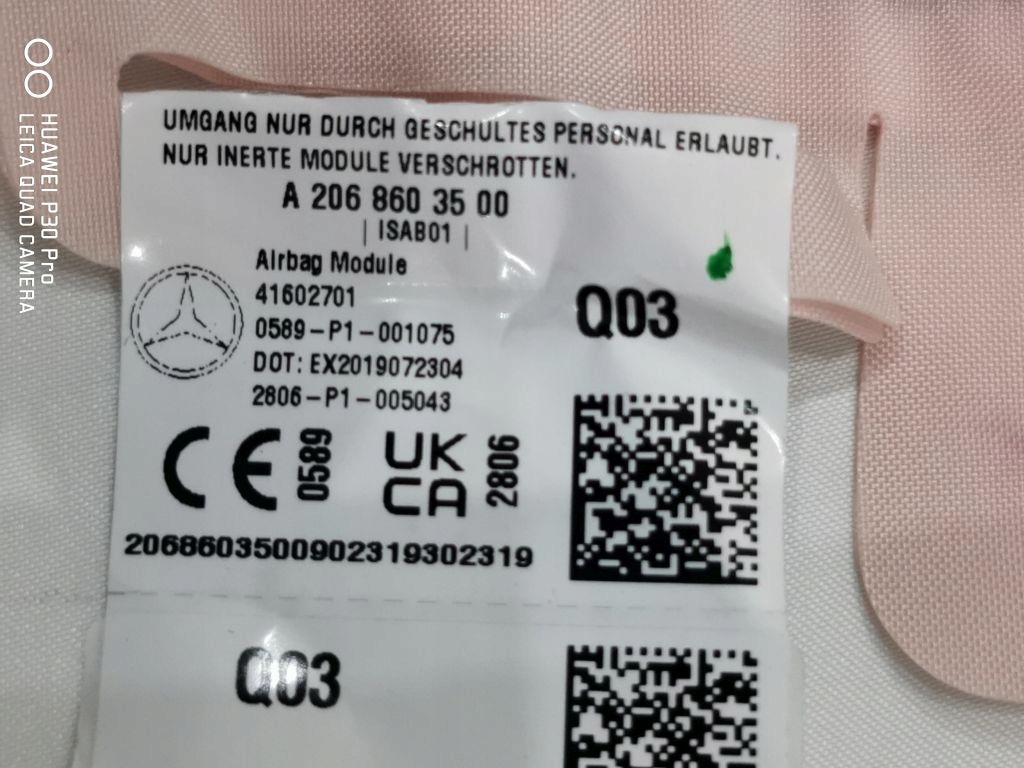 UMGANG NUR DURCH GESCHULTES PERSONAL ERLAUBT.
NUR INERTE MODULE VERSCHROTTEN.
A 206 860 35 00
| ISAB01 |
Airbag Module
41602701
0589-P1-001075
DOT: EX2019072304
2806-P1-005043
Q03
CE 0589
UK
CA 2806
2068603500902319302319
Q03
HUAWEI P30 Pro
LEICA QUAD CAMERA